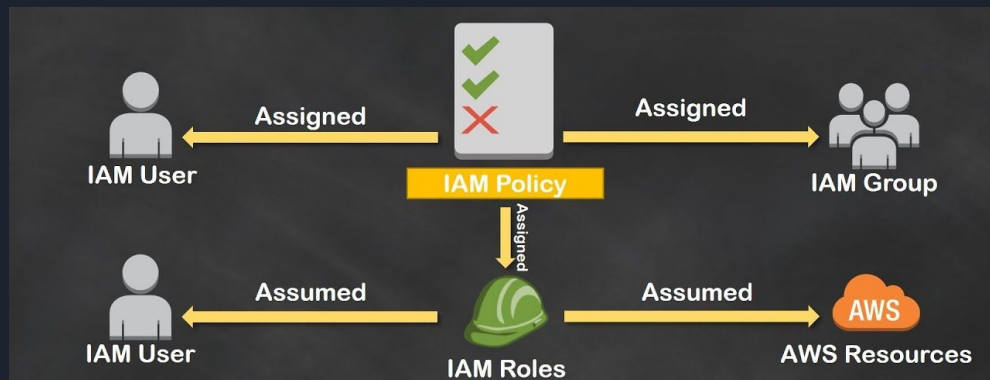 Assigned
Assigned
IAM User
IAM Policy
IAM Group
Assigned
Assumed
Assumed
AWS
IAM User
IAM Roles
AWS Resources